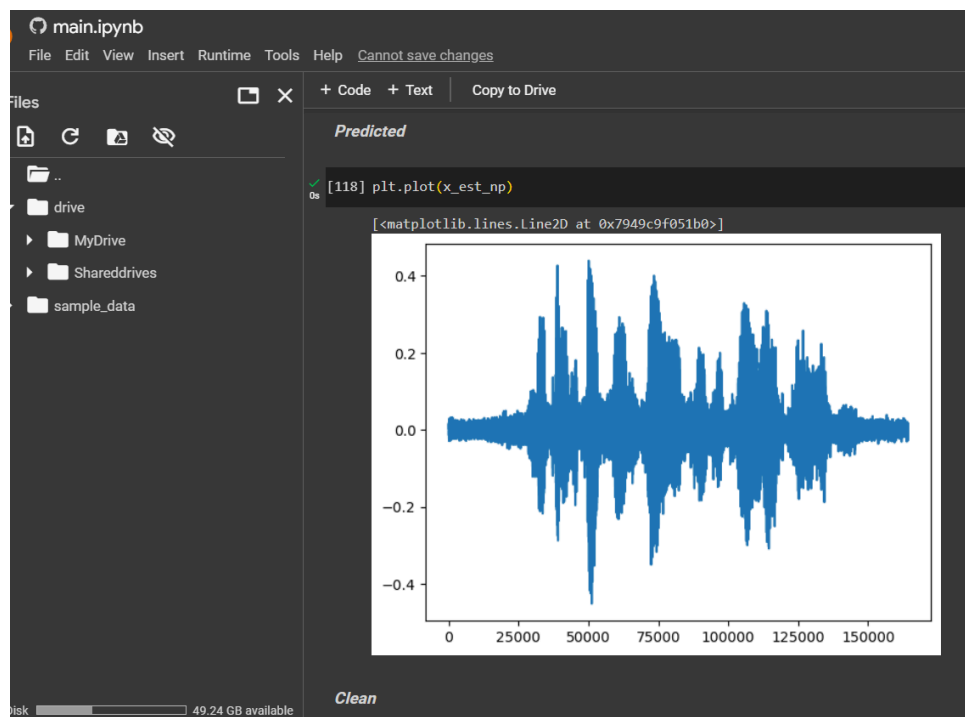 main.ipynb
File Edit View Insert Runtime Tools Help Cannot save changes
Files
+ Code + Text Copy to Drive
Predicted
..
drive
MyDrive
Shareddrives
sample_data
0s
[118] plt.plot(x_est_np)
[<matplotlib.lines.Line2D at 0x7949c9f051b0>]
0.4
0.2
0.0
−0.2
−0.4
0 25000 50000 75000 100000 125000 150000
Clean
Disk 49.24 GB available